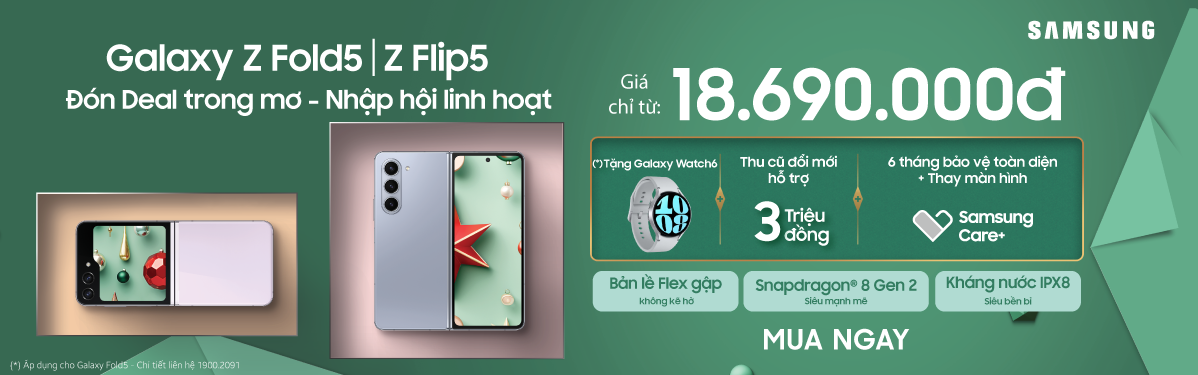 SAMSUNG
Galaxy Z Fold5 | Z Flip5
Đón Deal trong mơ - Nhập hội linh hoạt
Giá
chỉ từ:
18.690.000đ
(*)Tặng Galaxy Watch6
10
09
Thu cũ đổi mới
hỗ trợ
3 Triệu
đồng
6 tháng bảo vệ toàn diện
+ Thay màn hình
Samsung
Care+
Bản lề Flex gập
không kẽ hở
Snapdragon® 8 Gen 2
Siêu mạnh mẽ
Kháng nước IPX8
Siêu bền bỉ
MUA NGAY
(*) Áp dụng cho Galaxy Fold5 - Chi tiết liên hệ 1900.2091